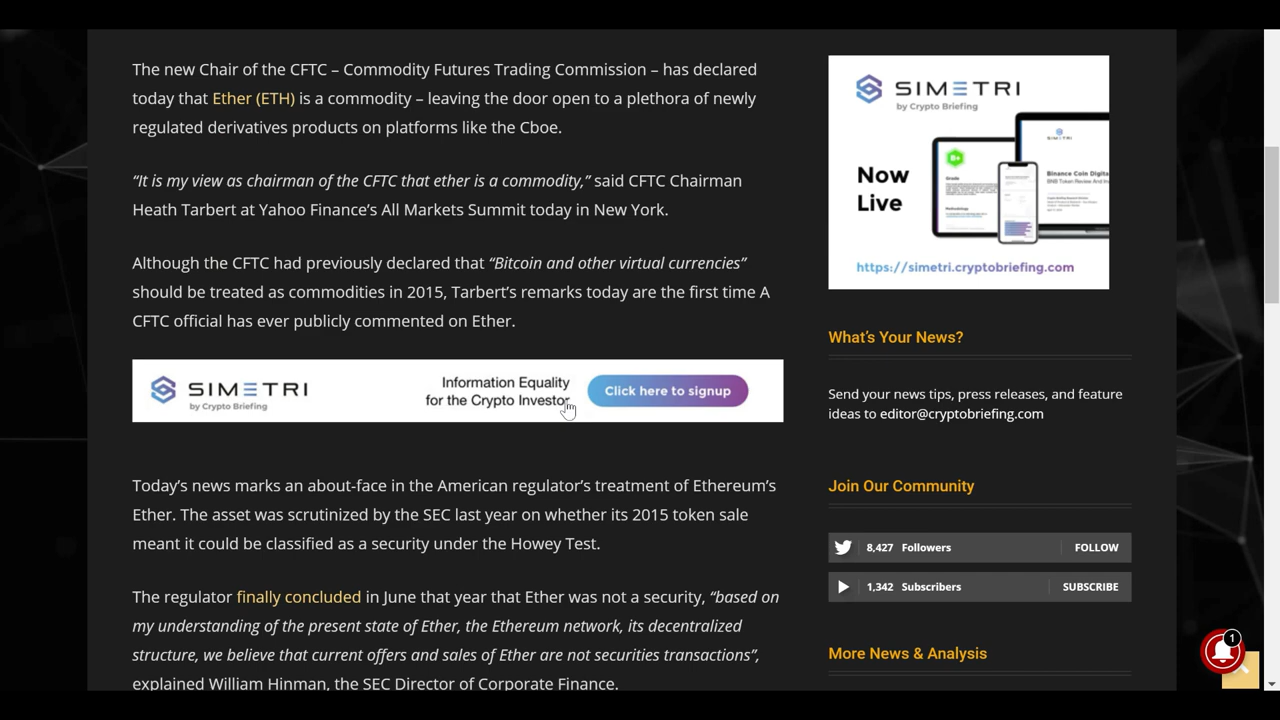 The new Chair of the CFTC – Commodity Futures Trading Commission – has declared
today that Ether (ETH) is a commodity – leaving the door open to a plethora of newly
regulated derivatives products on platforms like the Cboe.
“It is my view as chairman of the CFTC that ether is a commodity,” said CFTC Chairman
Heath Tarbert at Yahoo Finance’s All Markets Summit today in New York.
Although the CFTC had previously declared that “Bitcoin and other virtual currencies”
should be treated as commodities in 2015, Tarbert’s remarks today are the first time A
CFTC official has ever publicly commented on Ether.
SIMETRI
by Crypto Briefing
Information Equality
for the Crypto Investor
Click here to signup
Today’s news marks an about-face in the American regulator’s treatment of Ethereum’s
Ether. The asset was scrutinized by the SEC last year on whether its 2015 token sale
meant it could be classified as a security under the Howey Test.
The regulator finally concluded in June that year that Ether was not a security, “based on
my understanding of the present state of Ether, the Ethereum network, its decentralized
structure, we believe that current offers and sales of Ether are not securities transactions”,
explained William Hinman, the SEC Director of Corporate Finance.
SIMETRI
by Crypto Briefing
Now
Live
B+
Grade
Methodology
SIMETRI
Binance Coin Digita
BNB Token Review And In
https://simetri.cryptobriefing.com
What’s Your News?
Send your news tips, press releases, and feature
ideas to editor@cryptobriefing.com
Join Our Community
8,427 Followers FOLLOW
1,342 Subscribers SUBSCRIBE
More News & Analysis
1